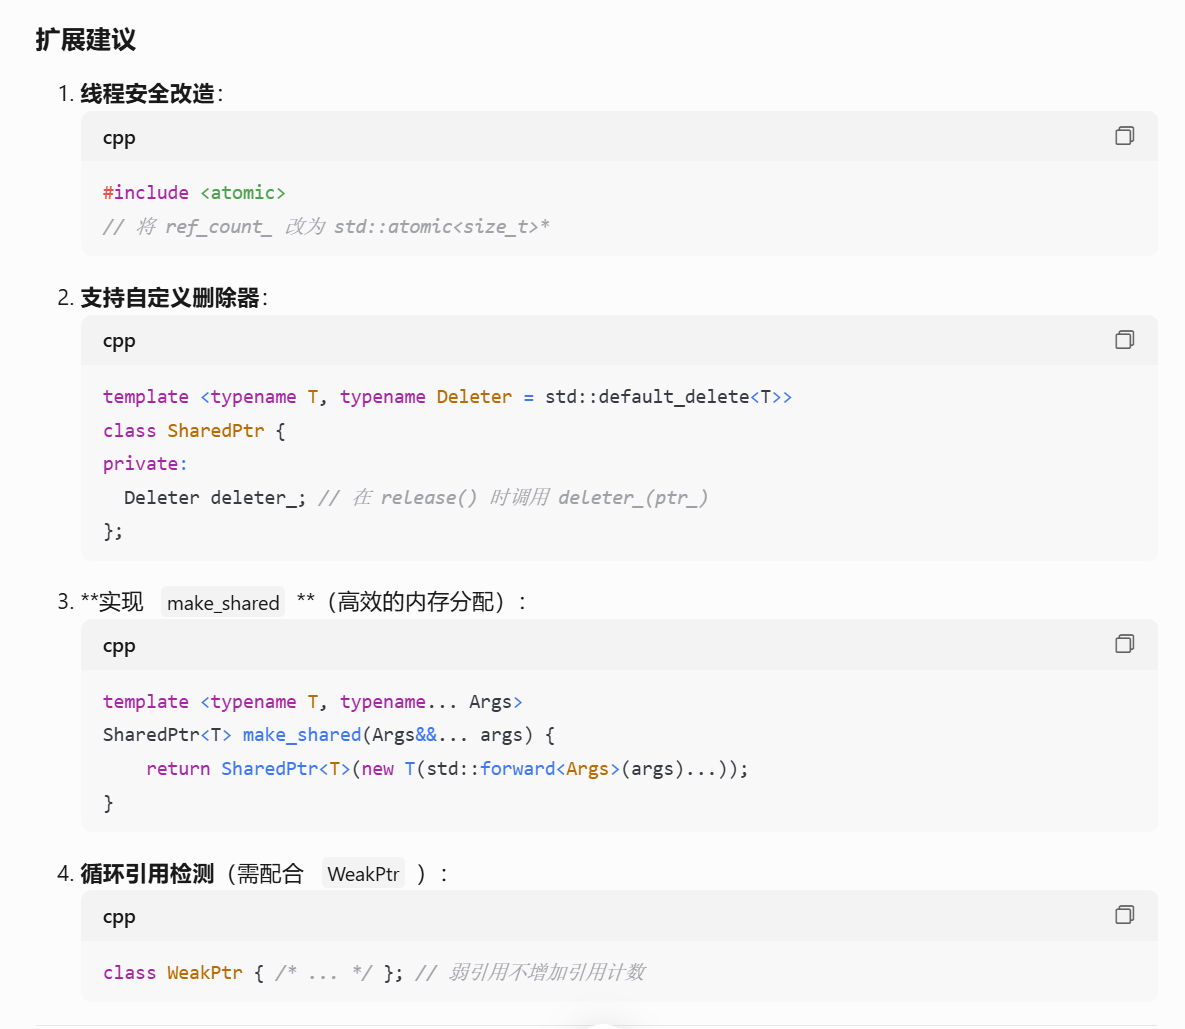 扩展建议
1. 线程安全改造：
cpp
#include <atomic>
// 将 ref_count_ 改为 std::atomic<size_t>*
2. 支持自定义删除器：
cpp
template <typename T, typename Deleter = std::default_delete<T>>
class SharedPtr {
private:
  Deleter deleter_; // 在 release() 时调用 deleter_(ptr_)
};
3. **实现 make_shared **（高效的内存分配）：
cpp
template <typename T, typename... Args>
SharedPtr<T> make_shared(Args&&... args) {
    return SharedPtr<T>(new T(std::forward<Args>(args)...));
}
4. 循环引用检测（需配合 WeakPtr ）：
cpp
class WeakPtr { /* ... */ }; // 弱引用不增加引用计数